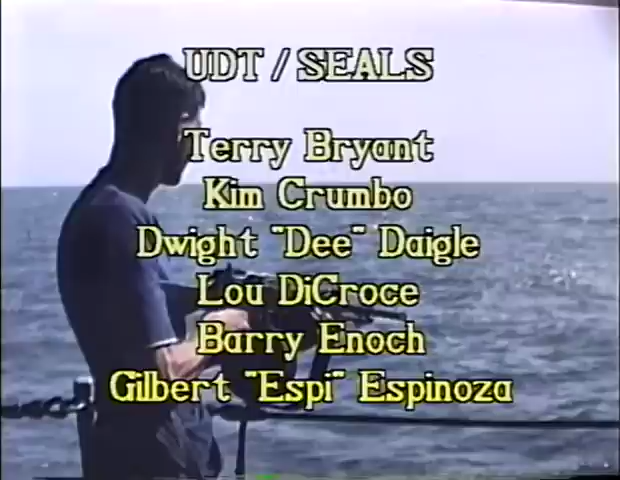 UDT / SEALS
Terry Bryant
Kim Crumbo
Dwight "Dee" Daigle
Lou DiCroce
Barry Enoch
Gilbert "Espi" Espinoza